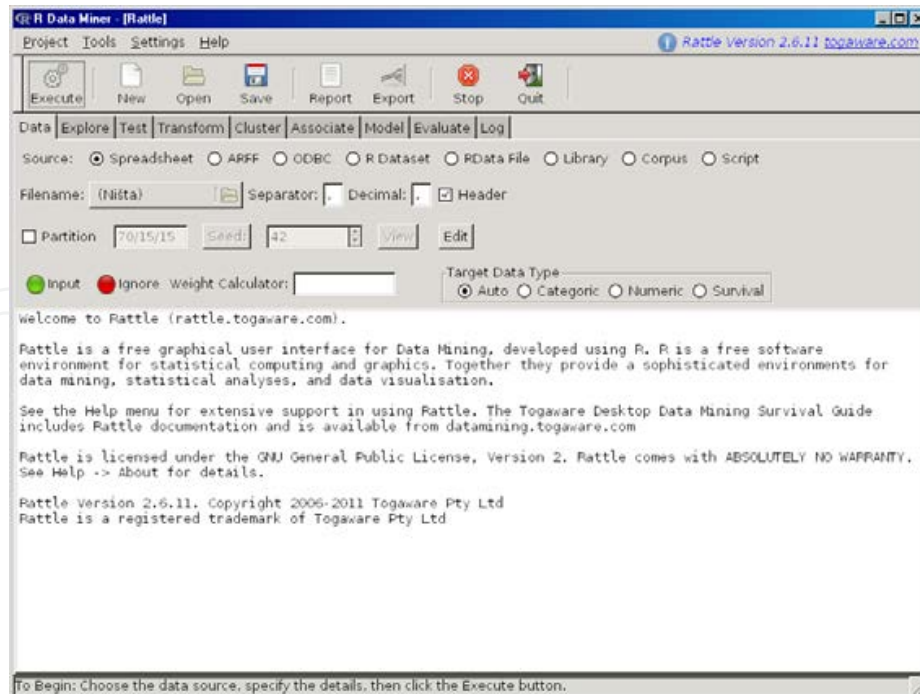 R Data Miner - [Rattle]
Project Tools Settings Help
Rattle Version 2.6.11 togaware.com
Execute New Open Save Report Export Stop Quit
Data Explore Test Transform Cluster Associate Model Evaluate Log
Source: Spreadsheet ARFF ODBC R Dataset RData File Library Corpus Script
Filename: (Ništa) Separator: , Decimal: . Header
Partition 70/15/15 Seed: 42 View Edit
Input Ignore Weight Calculator:
Target Data Type
Auto Categoric Numeric Survival
Welcome to Rattle (rattle.togaware.com).
Rattle is a free graphical user interface for Data Mining, developed using R. R is a free software
environment for statistical computing and graphics. Together they provide a sophisticated environments for
data mining, statistical analyses, and data visualisation.
See the Help menu for extensive support in using Rattle. The Togaware Desktop Data Mining Survival Guide
includes Rattle documentation and is available from datamining.togaware.com
Rattle is licensed under the GNU General Public License, Version 2. Rattle comes with ABSOLUTELY NO WARRANTY.
See Help -> About for details.
Rattle Version 2.6.11. Copyright 2006-2011 Togaware Pty Ltd
Rattle is a registered trademark of Togaware Pty Ltd
To Begin: Choose the data source, specify the details, then click the Execute button.